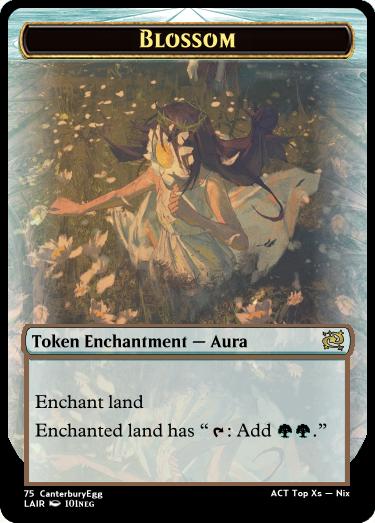 Blossom
Token Enchantment — Aura
Enchant land
Enchanted land has “: Add .”
75 CanterburyEgg
ACT Top Xs — Nix
LAIR 101NEG